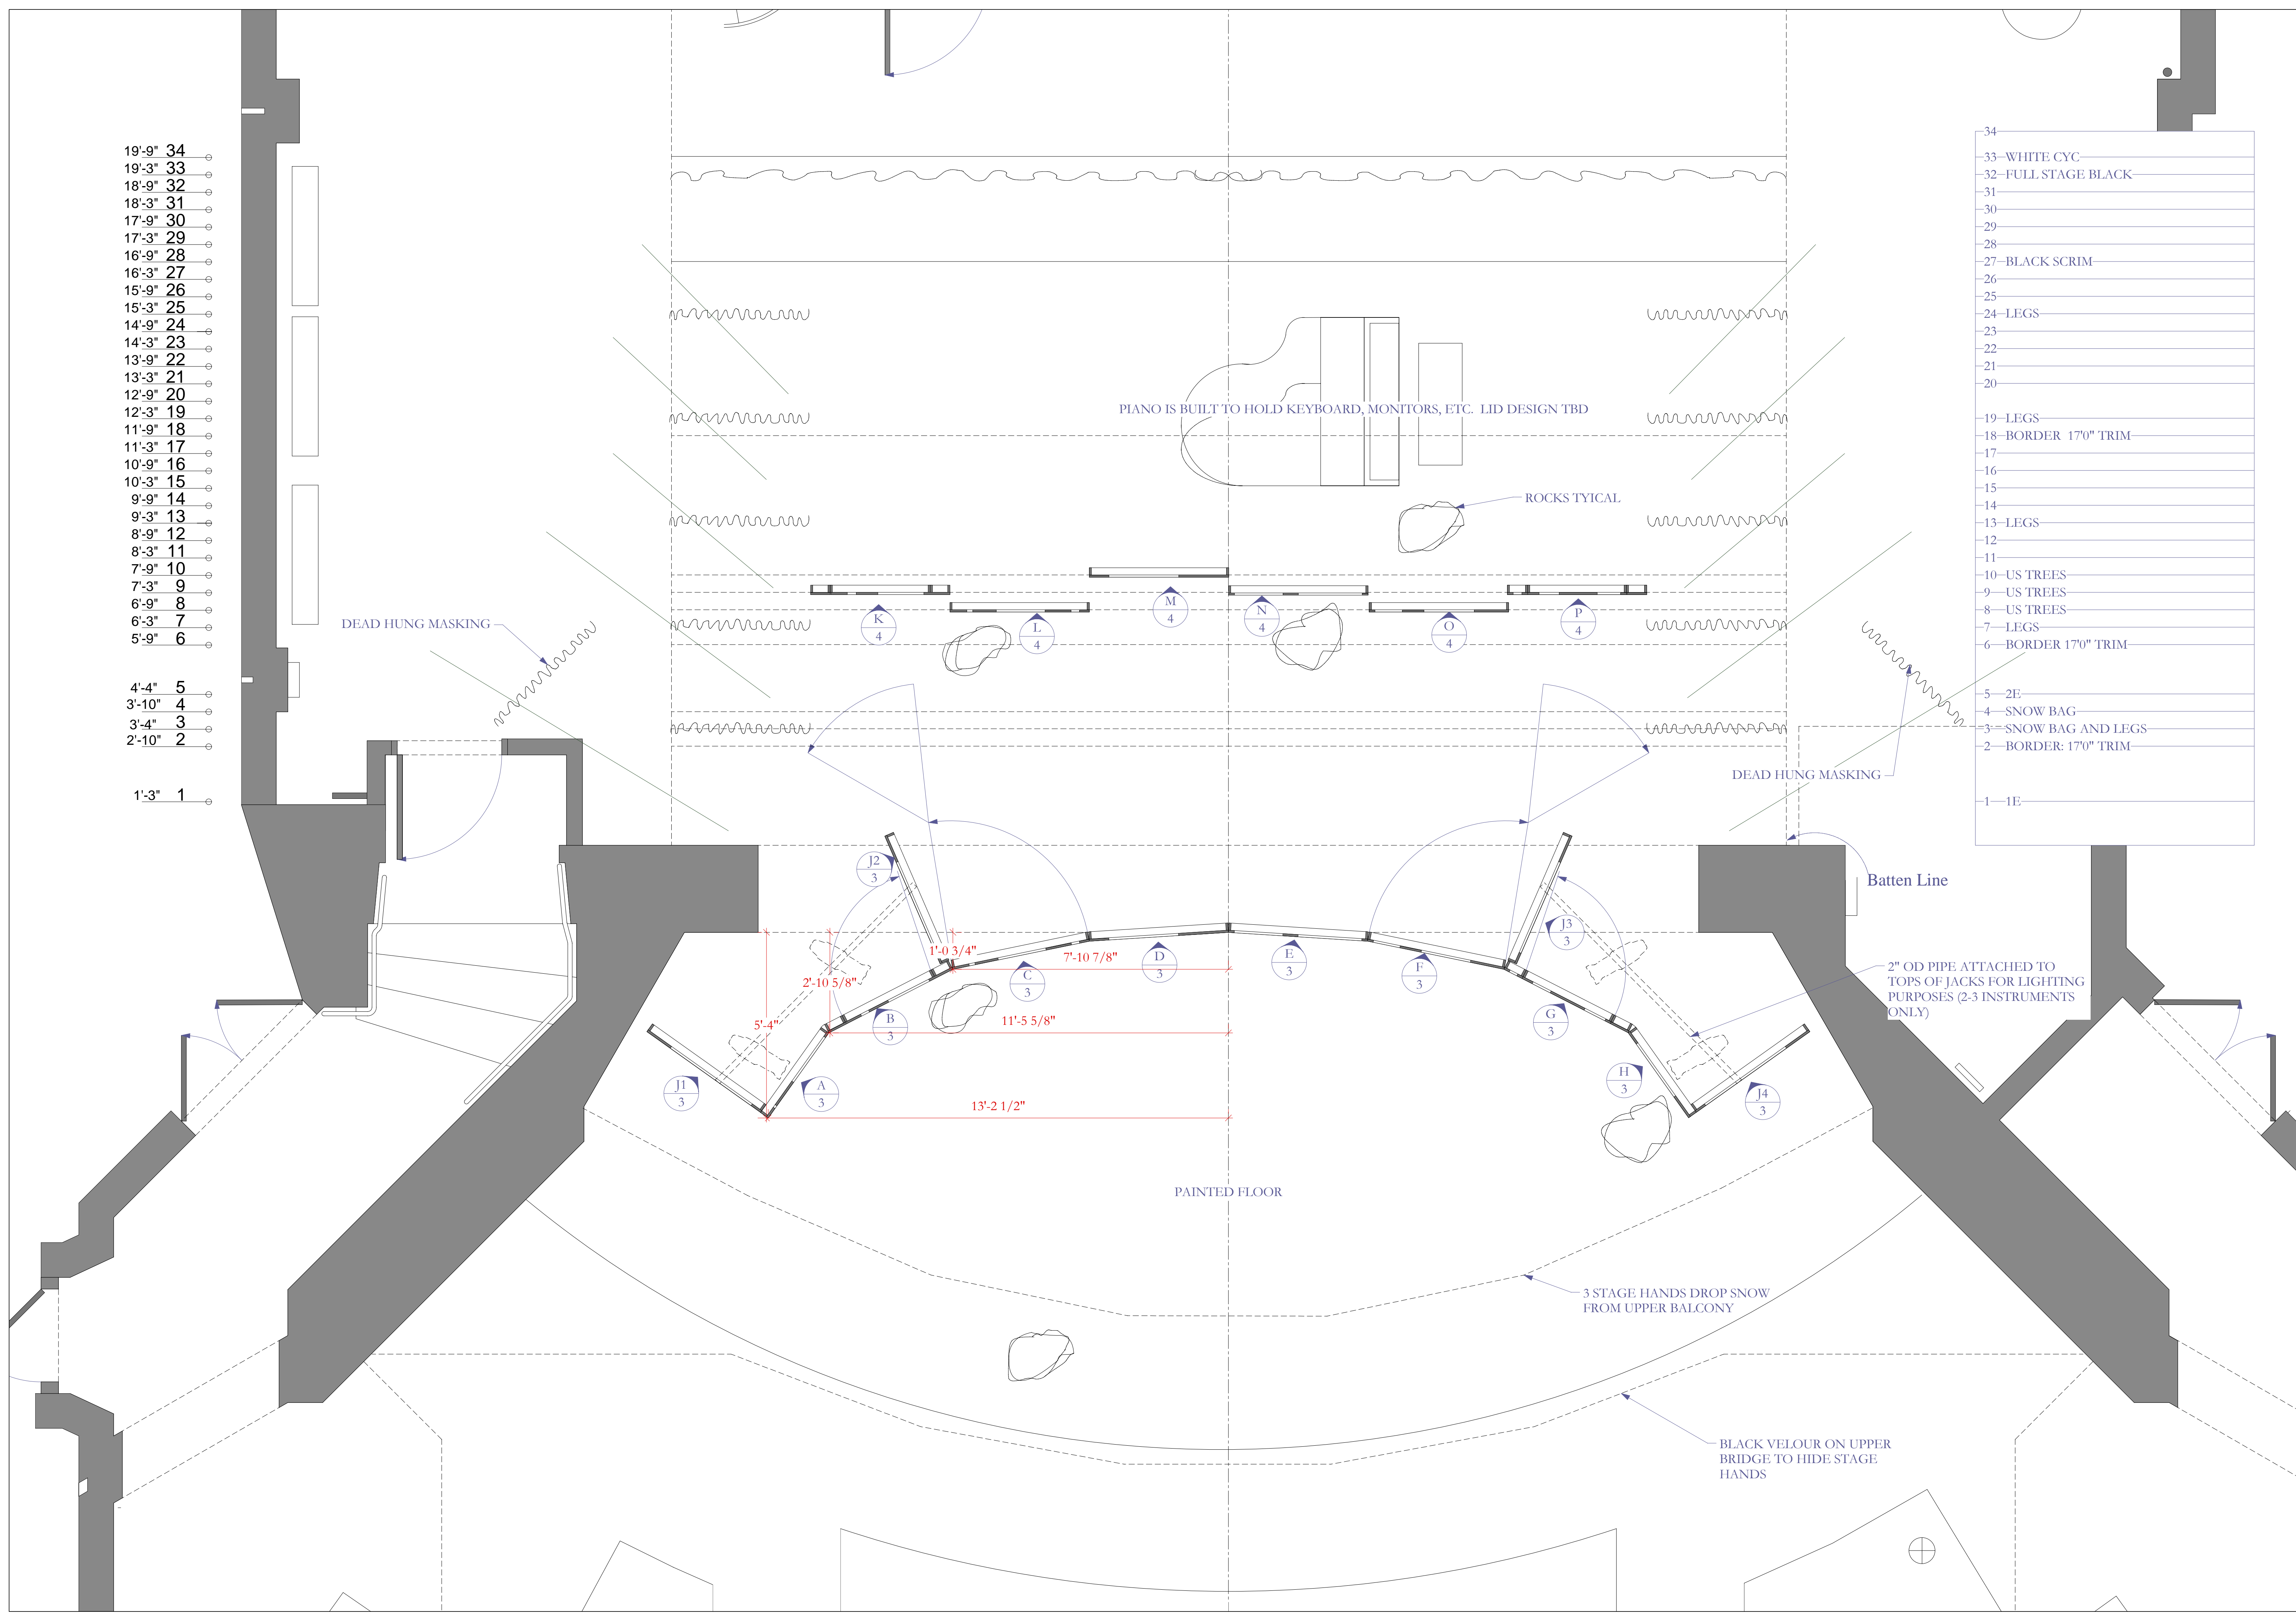 19'-9" 34
19'-3" 33
18'-9" 32
18'-3" 31
17'-9" 30
17'-3" 29
16'-9" 28
16'-3" 27
15'-9" 26
15'-3" 25
14'-9" 24
14'-3" 23
13'-9" 22
13'-3" 21
12'-9" 20
12'-3" 19
11'-9" 18
11'-3" 17
10'-9" 16
10'-3" 15
9'-9" 14
9'-3" 13
8'-9" 12
8'-3" 11
7'-9" 10
7'-3" 9
6'-9" 8
6'-3" 7
5'-9" 6
4'-4" 5
3'-10" 4
3'-4" 3
2'-10" 2
1'-3" 1
34
33 WHITE CYC
32 FULL STAGE BLACK
31
30
29
28
27 BLACK SCRIM
26
25
24 LEGS
23
22
21
20
19 LEGS
18 BORDER 17'0" TRIM
17
16
15
14
13 LEGS
12
11
10 US TREES
9 US TREES
8 US TREES
7 LEGS
6 BORDER 17'0" TRIM
5 2E
4 SNOW BAG
3 SNOW BAG AND LEGS
2 BORDER: 17'0" TRIM
1 1E
PIANO IS BUILT TO HOLD KEYBOARD, MONITORS, ETC. LID DESIGN TBD
ROCKS TYICAL
K
4
L
4
M
4
N
4
O
4
P
4
DEAD HUNG MASKING
DEAD HUNG MASKING
Batten Line
J2
3
J3
3
1'-0 3/4"
7'-10 7/8"
2'-10 5/8"
11'-5 5/8"
5'-4"
13'-2 1/2"
C
3
D
3
E
3
F
3
B
3
G
3
J1
3
A
3
H
3
J4
3
2" OD PIPE ATTACHED TO
TOPS OF JACKS FOR LIGHTING
PURPOSES (2-3 INSTRUMENTS
ONLY)
PAINTED FLOOR
3 STAGE HANDS DROP SNOW
FROM UPPER BALCONY
BLACK VELOUR ON UPPER
BRIDGE TO HIDE STAGE
HANDS